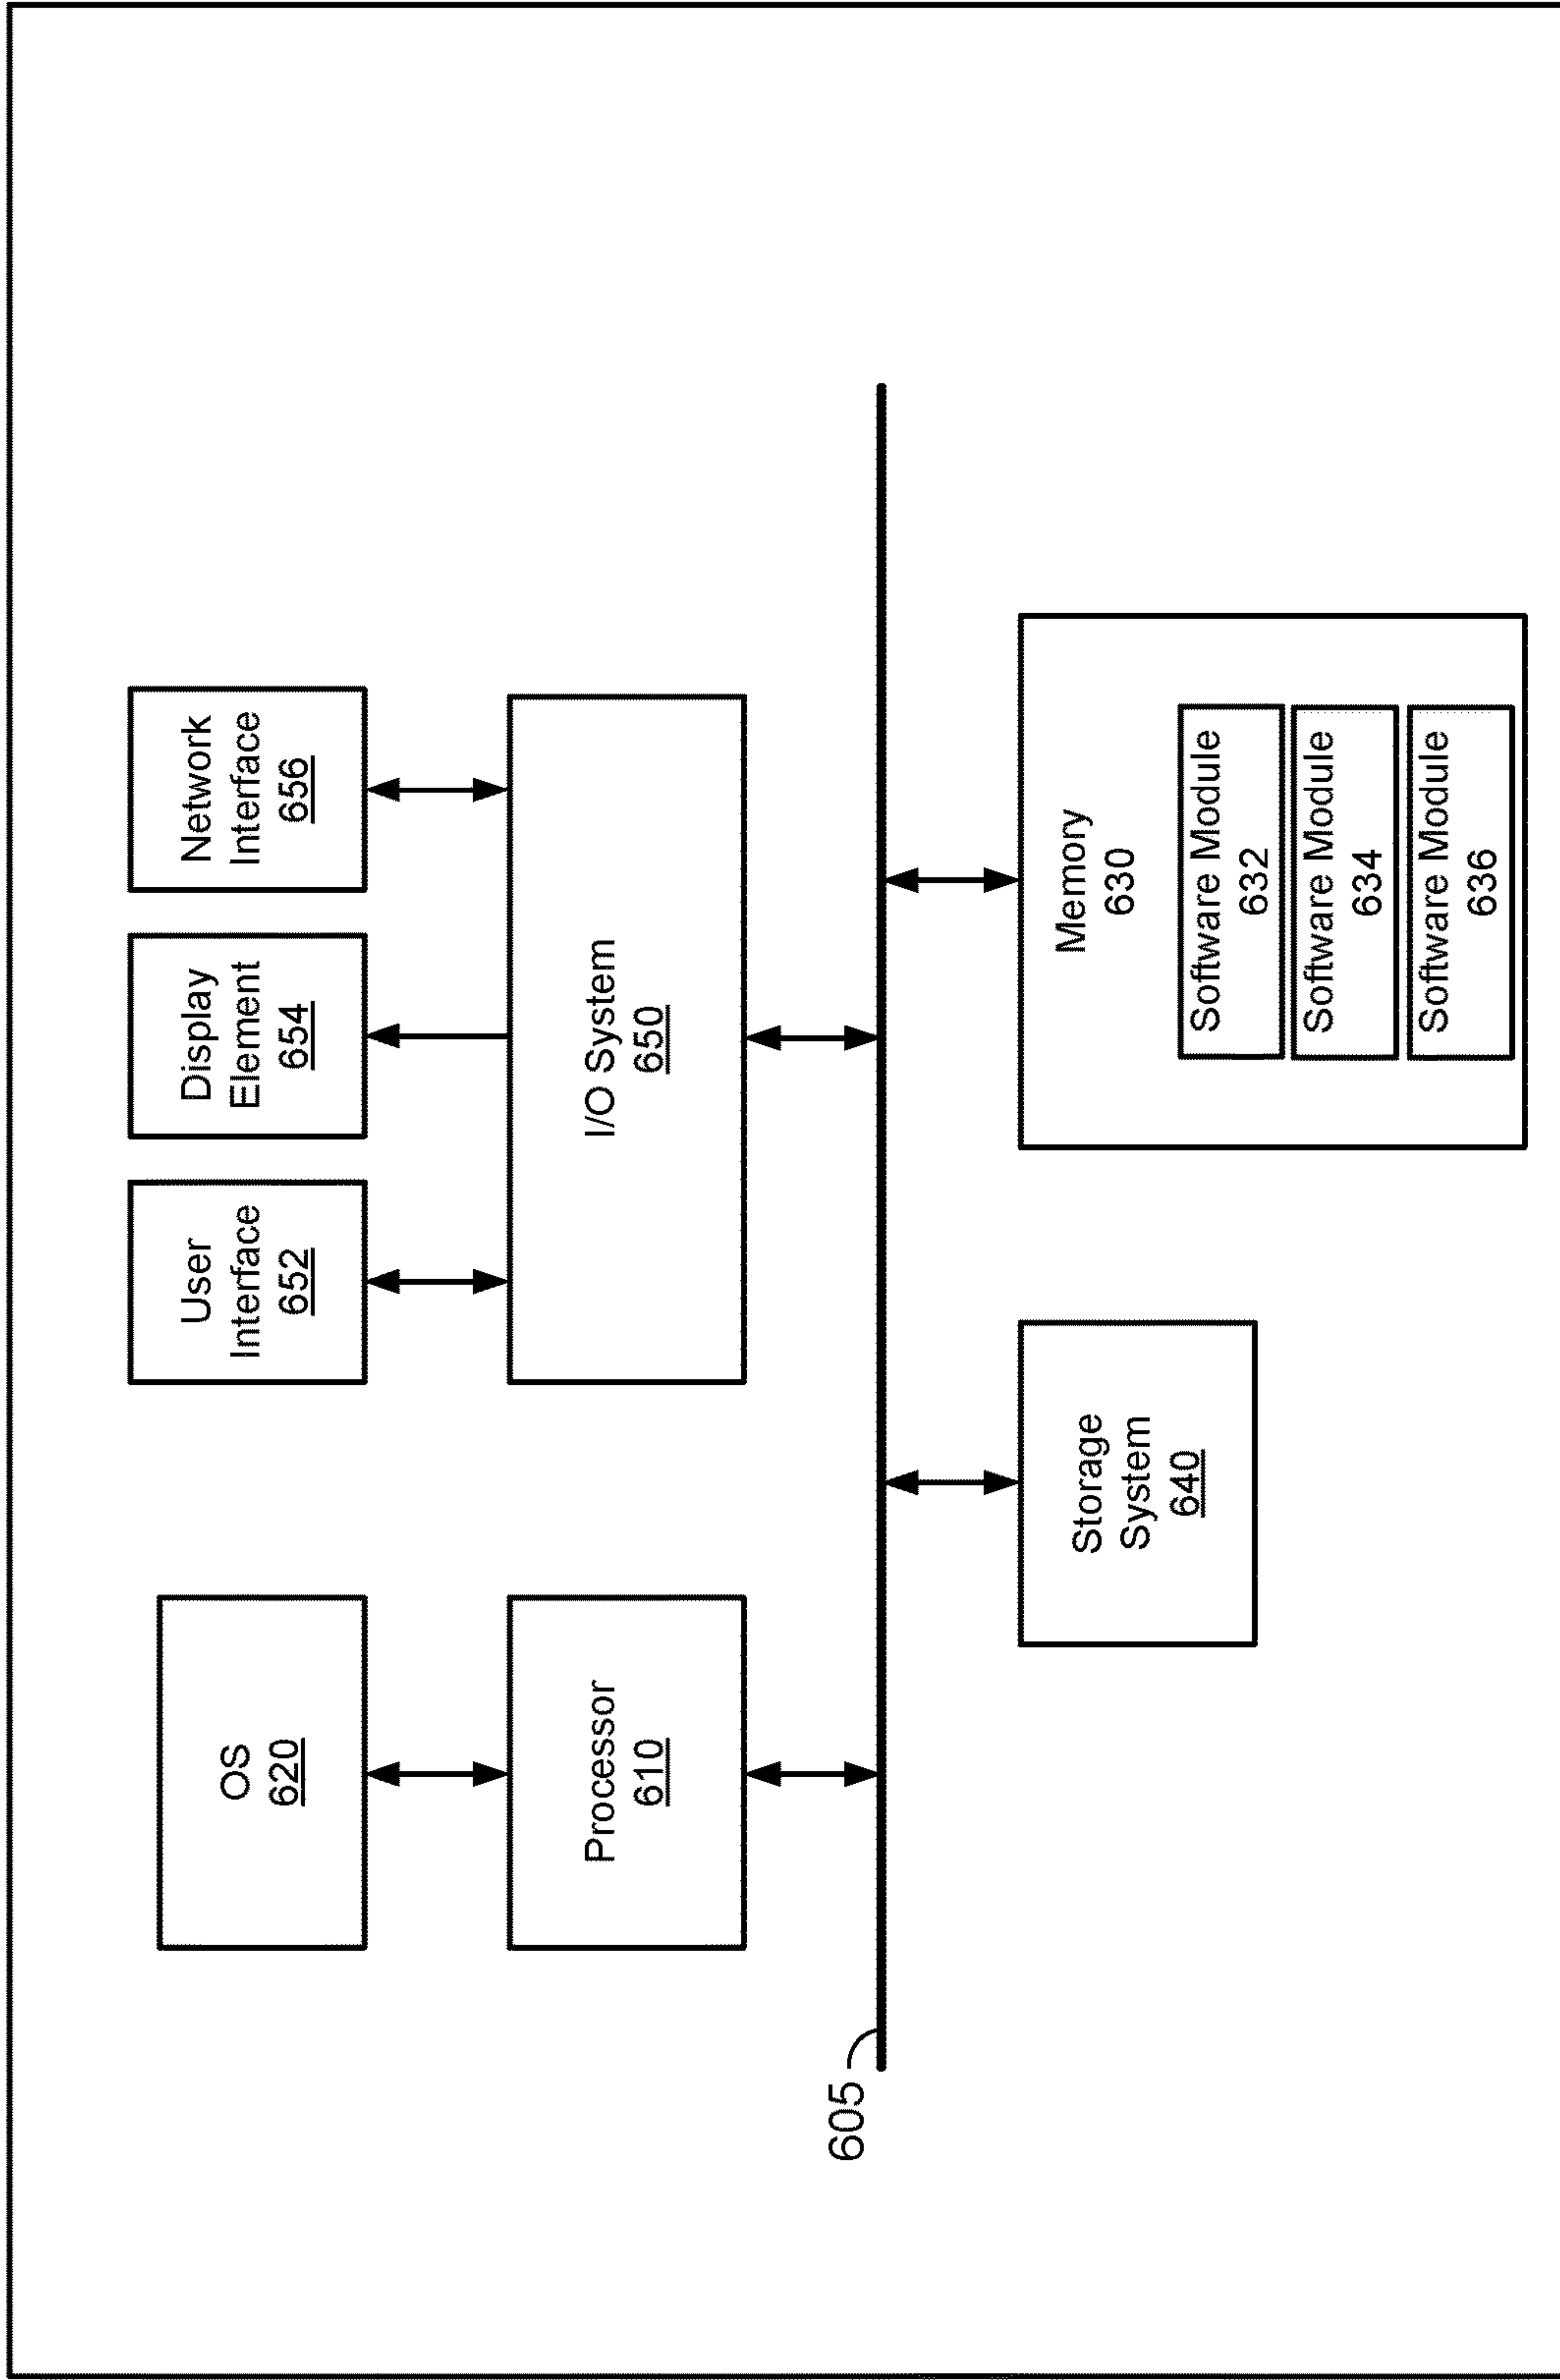 OS
620
User
Interface
652
Display
Element
654
Network
Interface
656
Processor
610
I/O System
650
605
Storage
System
640
Memory
630
Software Module
632
Software Module
634
Software Module
636